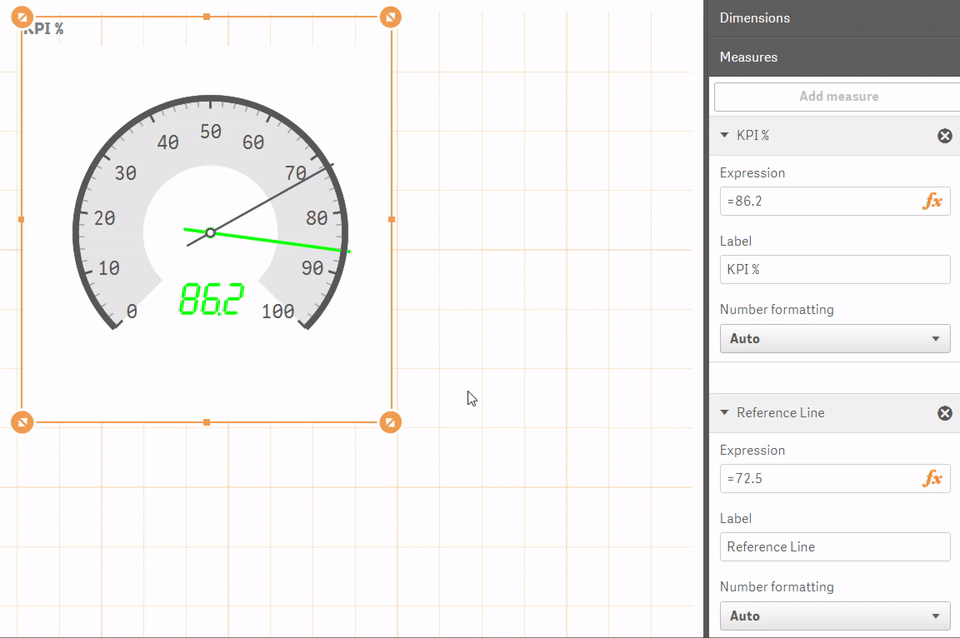 KPI %
50
40
60
30
70
20
80
10
90
0
86.2
100
Dimensions
Measures
Add measure
KPI %
Expression
=86.2
fx
Label
KPI %
Number formatting
Auto
Reference Line
Expression
=72.5
fx
Label
Reference Line
Number formatting
Auto